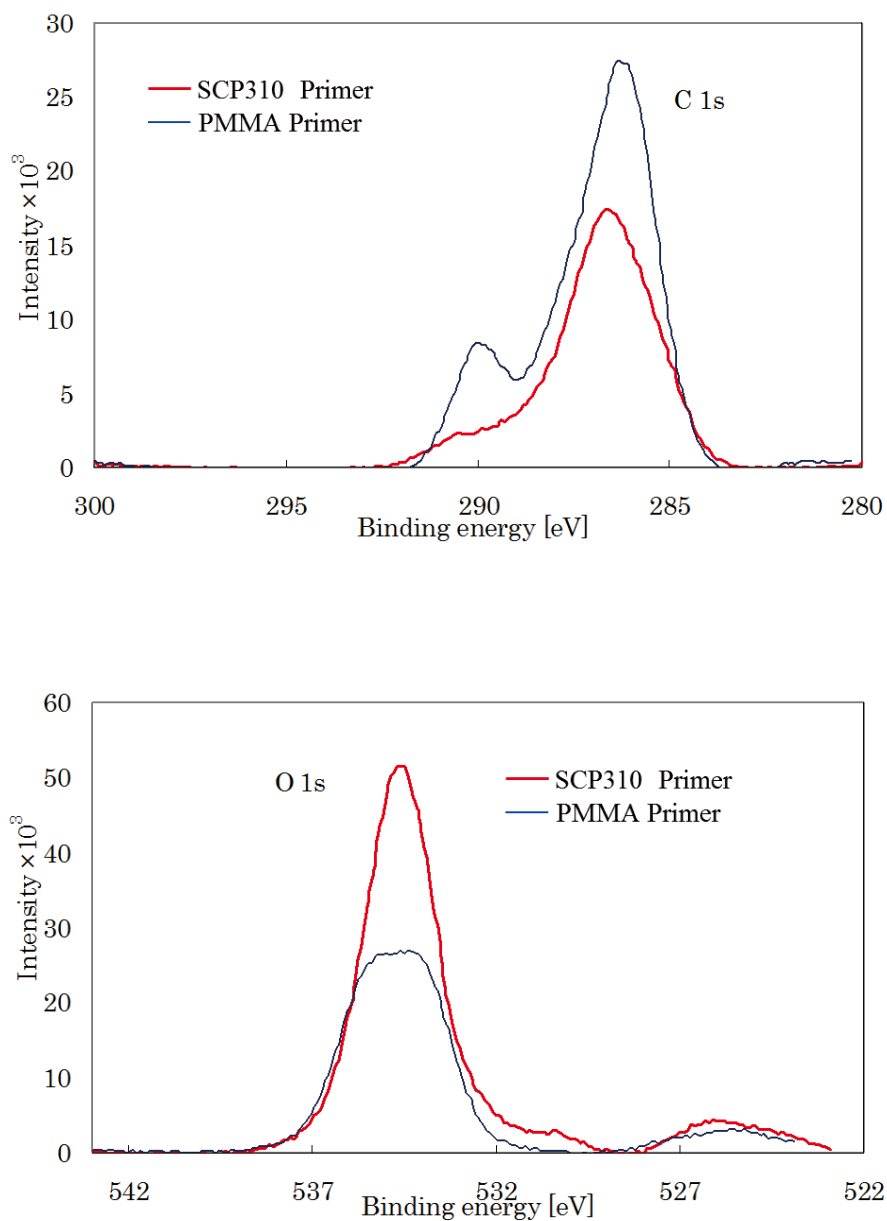 30
SCP310 Primer
PMMA Primer
C 1s
25
20
15
10
5
0
Intensity ×10³
300 295 290 285 280
Binding energy [eV]
60
50
40
30
20
10
0
O 1s
SCP310 Primer
PMMA Primer
Intensity ×10³
542 537 532 527 522
Binding energy [eV]